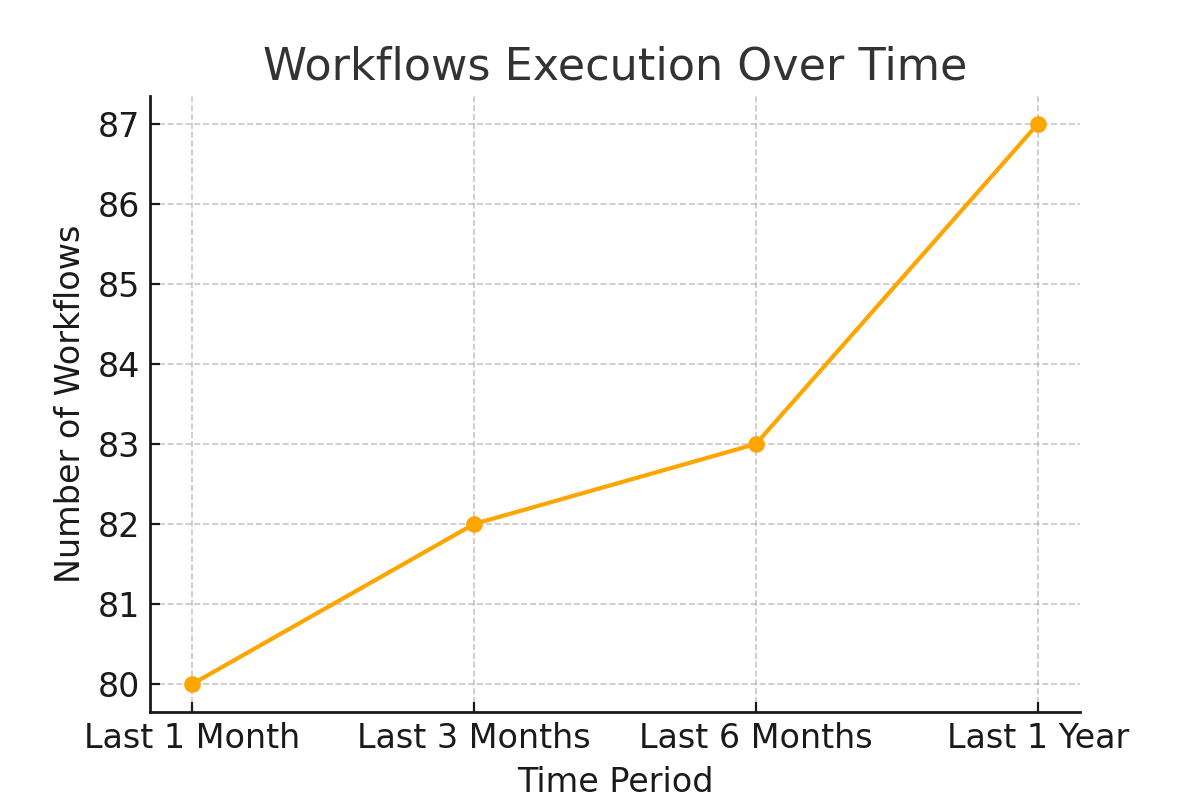 Workflows Execution Over Time
87
86
85
84
83
82
81
80
Number of Workflows
Last 1 Month
Last 3 Months
Last 6 Months
Last 1 Year
Time Period